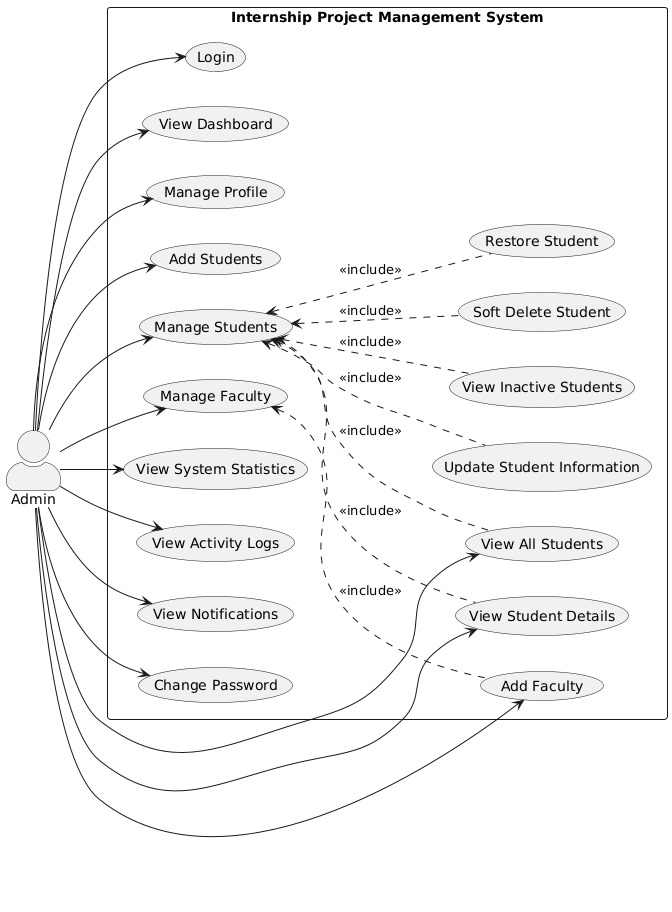 Internship Project Management System
Login
View Dashboard
Manage Profile
Add Students
Restore Student
«include»
Soft Delete Student
«include»
Manage Students
«include»
View Inactive Students
«include»
Manage Faculty
«include»
Update Student Information
View System Statistics
Admin
«include»
View Activity Logs
View All Students
«include»
View Notifications
View Student Details
Change Password
Add Faculty